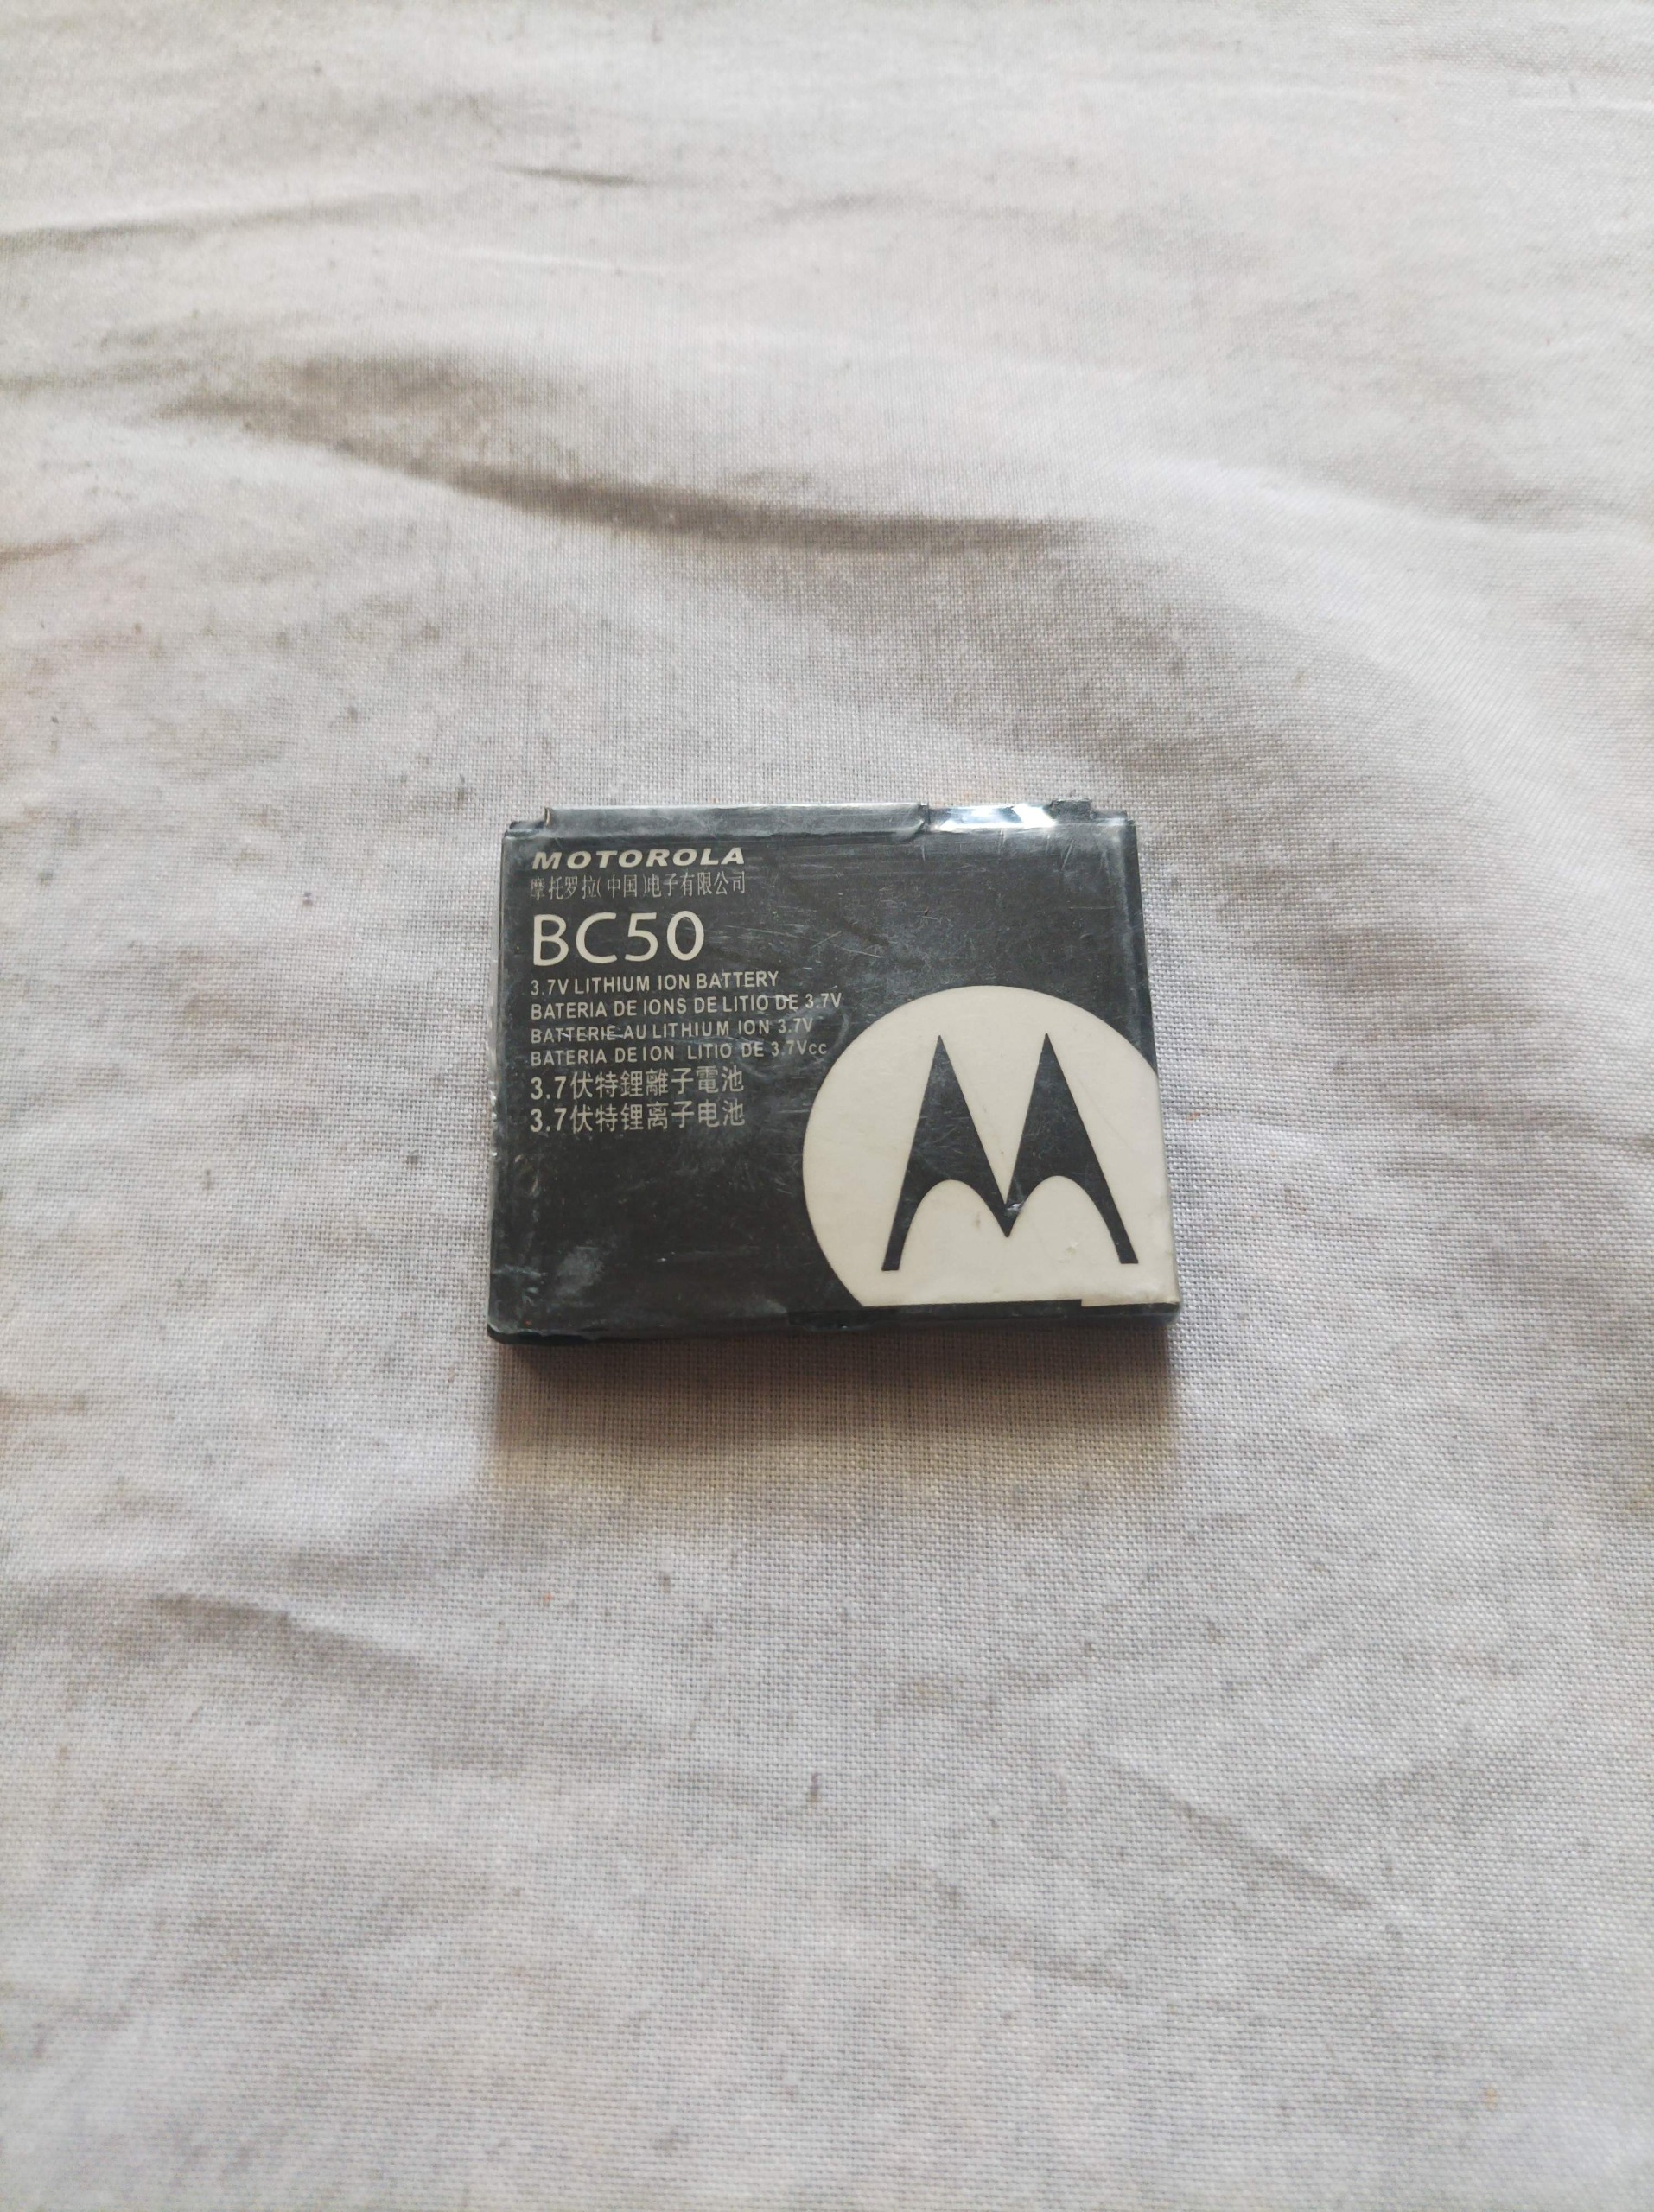 MOTOROLA
摩托罗拉(中国)电子有限公司
BC50
3.7V LITHIUM ION BATTERY
BATERIA DE IONS DE LITIO DE 3.7V
BATTERIE AU LITHIUM ION 3.7V
BATERIA DE ION LITIO DE 3.7Vcc
3.7伏特鋰離子電池
3.7伏特锂离子电池